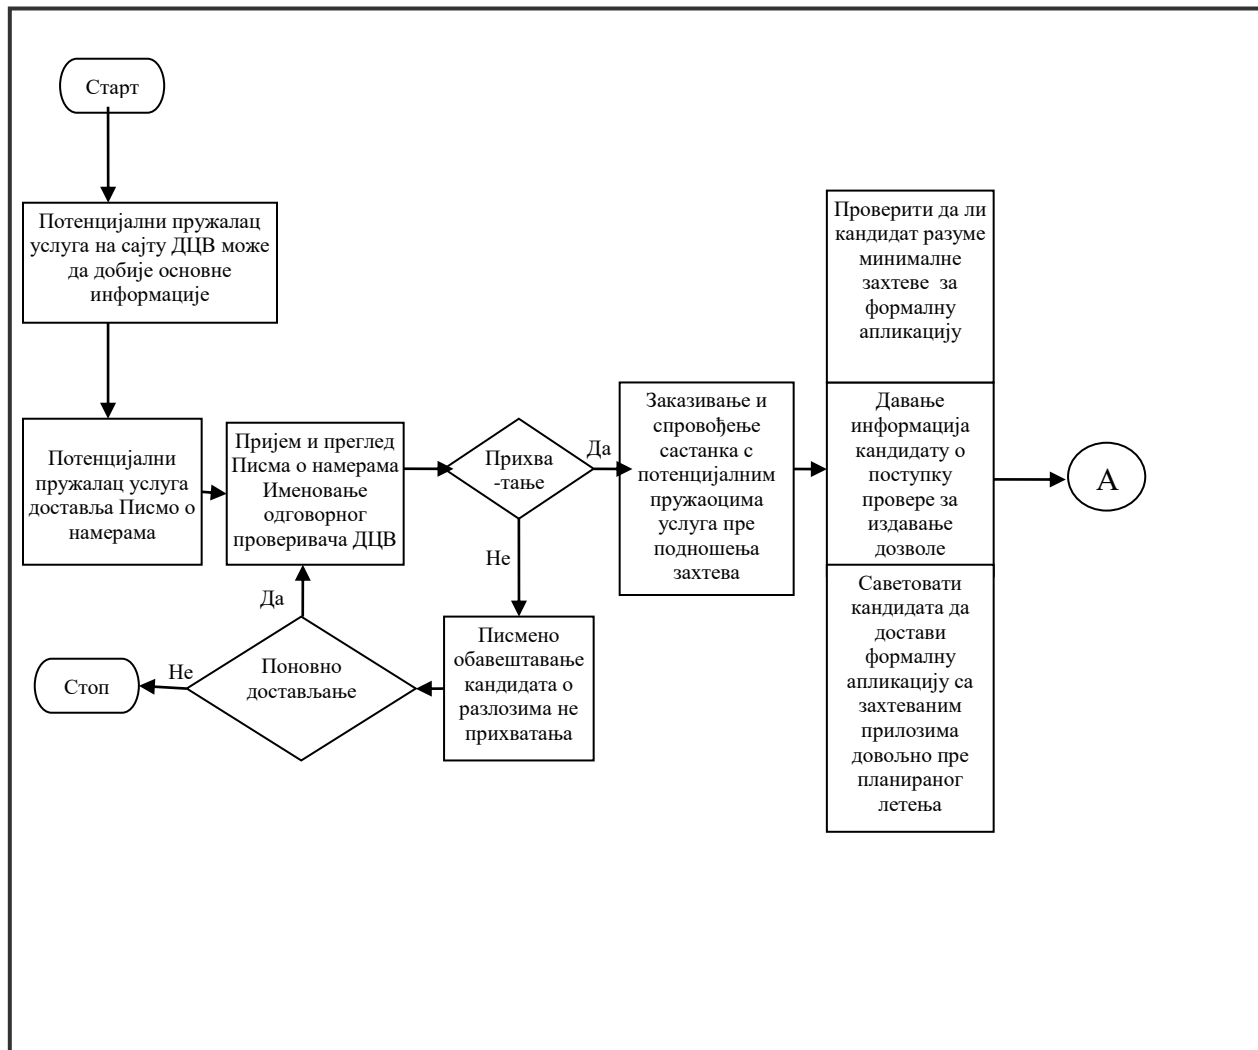 Старт
Потенцијални пружалац
услуга на сајту ДЦВ може
да добије основне
информације
Потенцијални
пружалац услуга
доставља Писмо о
намерама
Пријем и преглед
Писма о намерама
Именовање
одговорног
проверивача ДЦВ
Прихва
-тање
Да
Не
Заказивање и
спровођење
састанка с
потенцијалним
пружаоцима
услуга пре
подношења
захтева
Проверити да ли
кандидат разуме
минималне
захтеве за
формалну
апликацију
Давање
информација
кандидату о
поступку
провере за
издавање
дозволе
Саветовати
кандидата да
достави
формалну
апликацију са
захтеваним
прилозима
довољно пре
планираног
летења
А
Писмено
обавештавање
кандидата о
разлозима не
прихватања
Поновно
достављање
Да
Не
Стоп